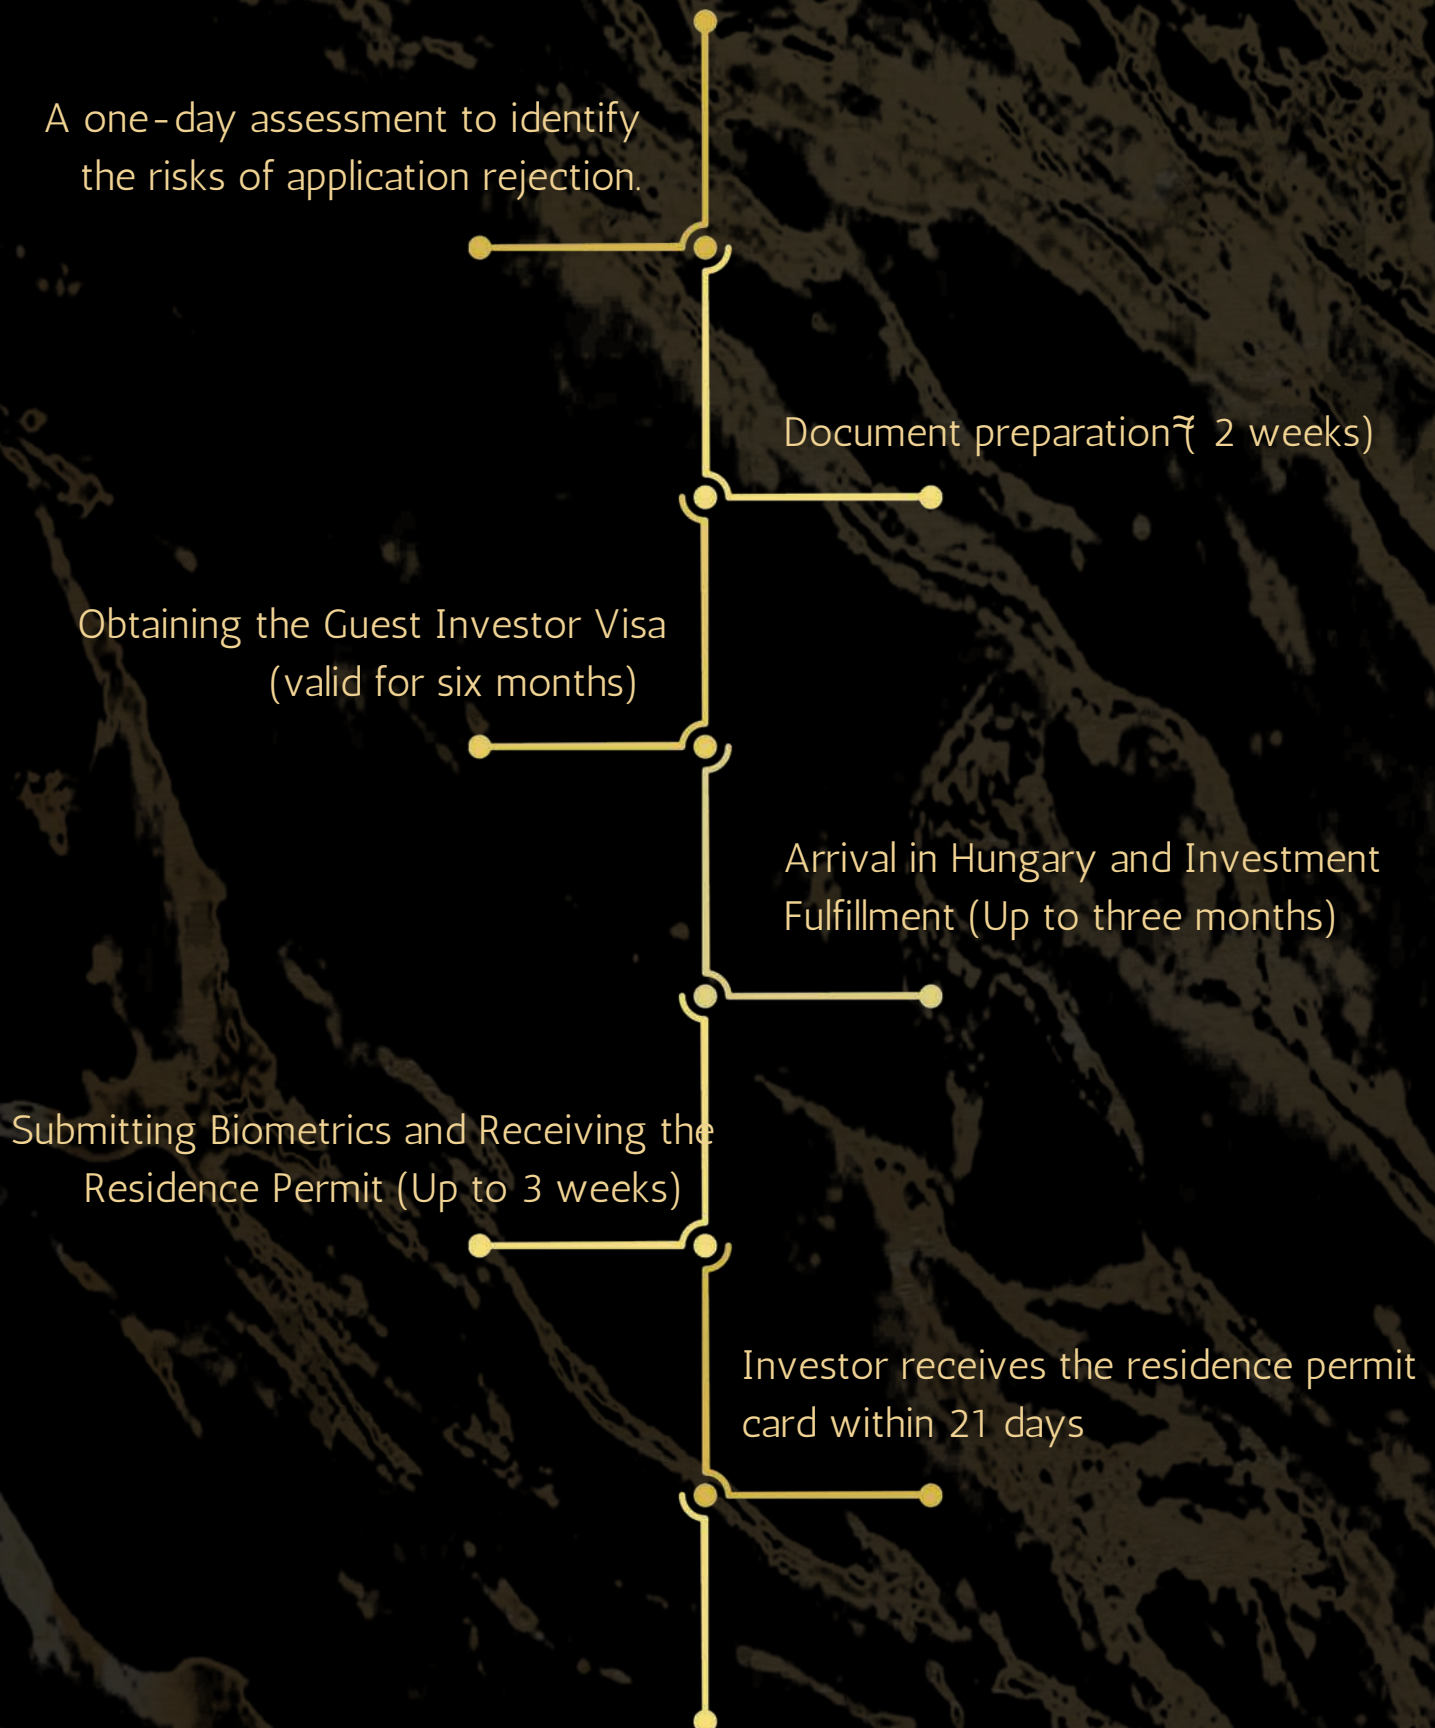 A one-day assessment to identify
the risks of application rejection.
Document preparation (≈ 2 weeks)
Obtaining the Guest Investor Visa
(valid for six months)
Arrival in Hungary and Investment
Fulfillment (Up to three months)
Submitting Biometrics and Receiving the
Residence Permit (Up to 3 weeks)
Investor receives the residence permit
card within 21 days